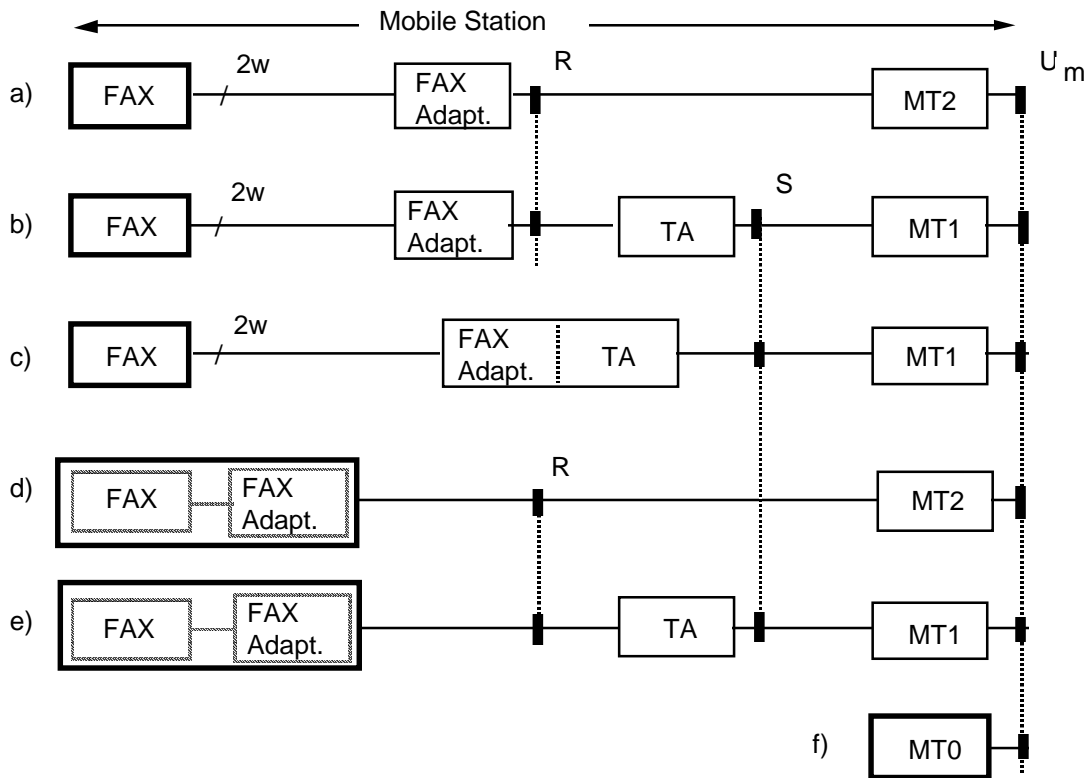 Mobile Station
R
U'm
a)
FAX
2w
FAX
Adapt.
MT2
b)
FAX
2w
FAX
Adapt.
TA
S
MT1
c)
FAX
2w
FAX
Adapt.
TA
MT1
d)
FAX
FAX
Adapt.
R
MT2
e)
FAX
FAX
Adapt.
TA
MT1
f)
MT0